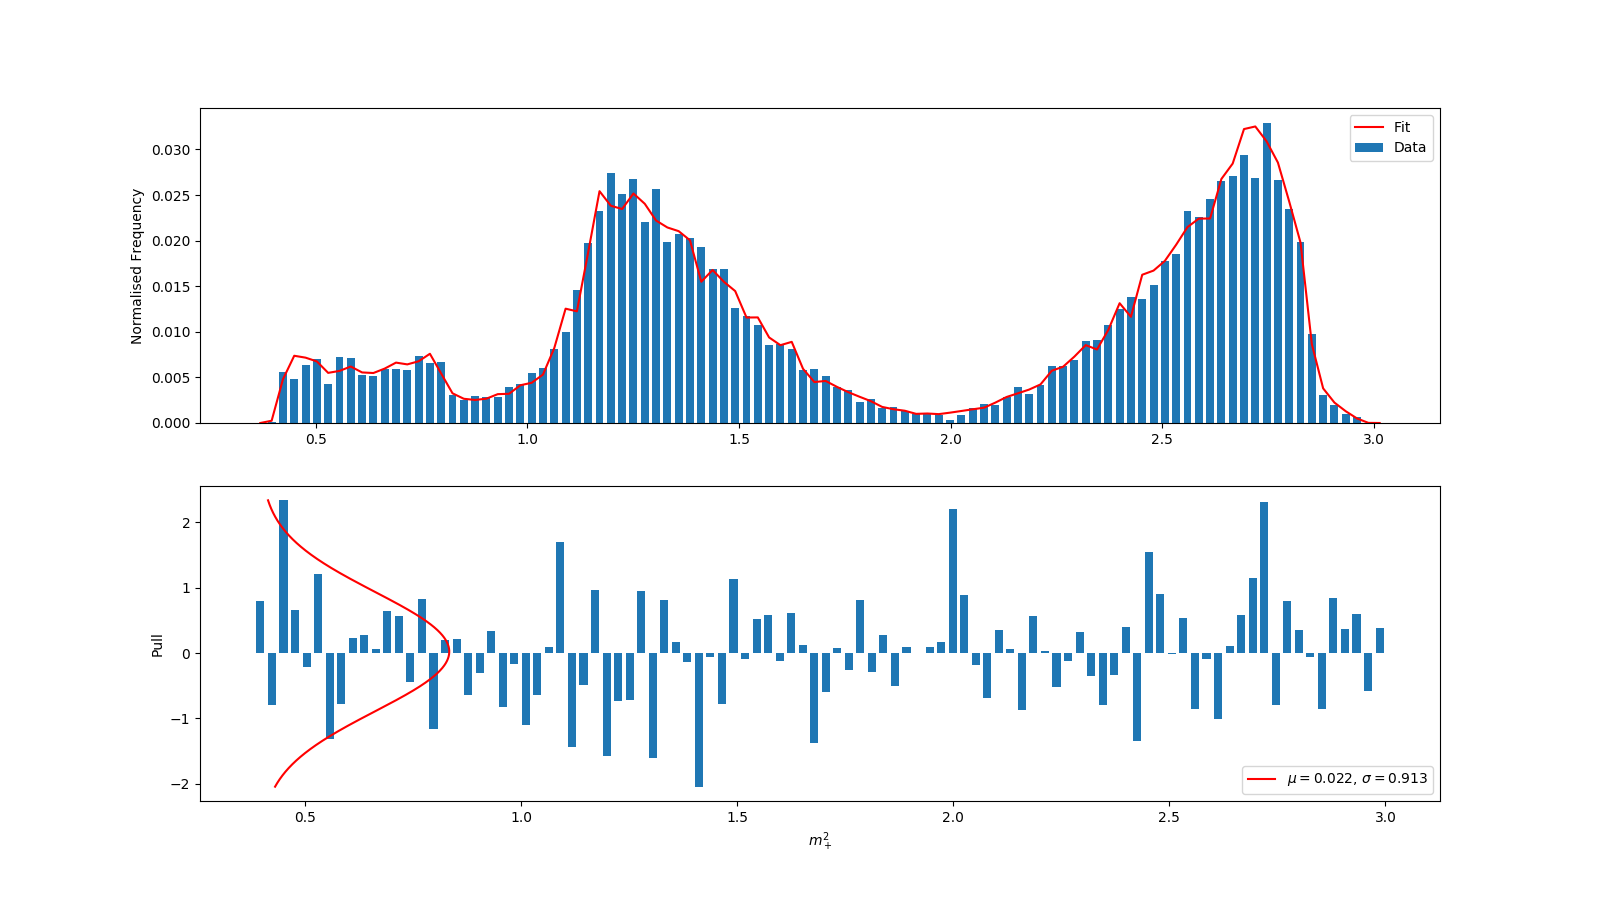 Normalised Frequency
0.030
0.025
0.020
0.015
0.010
0.005
0.000
Fit
Data
0.5 1.0 1.5 2.0 2.5 3.0
Pull
2
1
0
−1
−2
μ = 0.022, σ = 0.913
0.5 1.0 1.5 2.0 2.5 3.0
m²₊